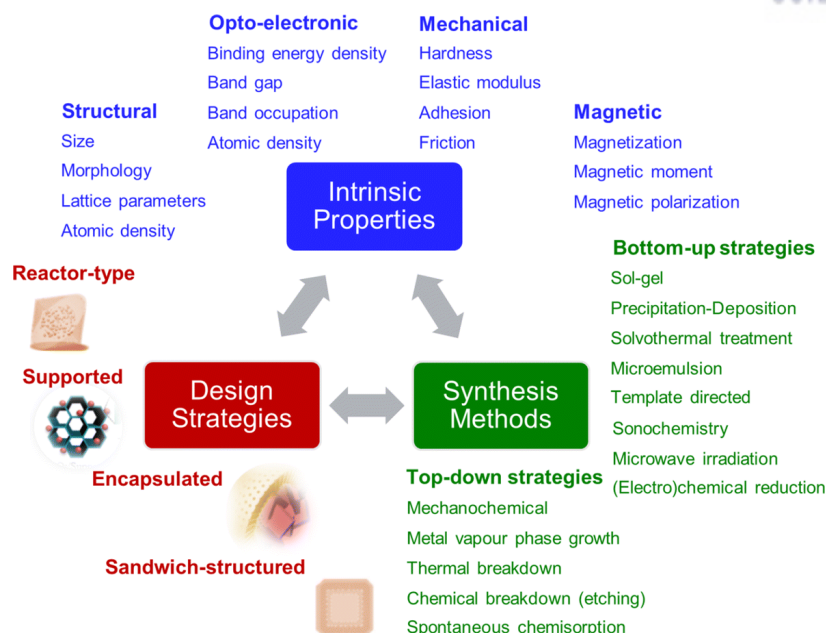 Opto-electronic
Binding energy density
Band gap
Band occupation
Atomic density
Mechanical
Hardness
Elastic modulus
Adhesion
Friction
Structural
Size
Morphology
Lattice parameters
Atomic density
Magnetic
Magnetization
Magnetic moment
Magnetic polarization
Intrinsic
Properties
Reactor-type
Supported
Encapsulated
Sandwich-structured
Design
Strategies
Synthesis
Methods
Bottom-up strategies
Sol-gel
Precipitation-Deposition
Solvothermal treatment
Microemulsion
Template directed
Sonochemistry
Microwave irradiation
(Electro)chemical reduction
Top-down strategies
Mechanochemical
Metal vapour phase growth
Thermal breakdown
Chemical breakdown (etching)
Spontaneous chemisorption